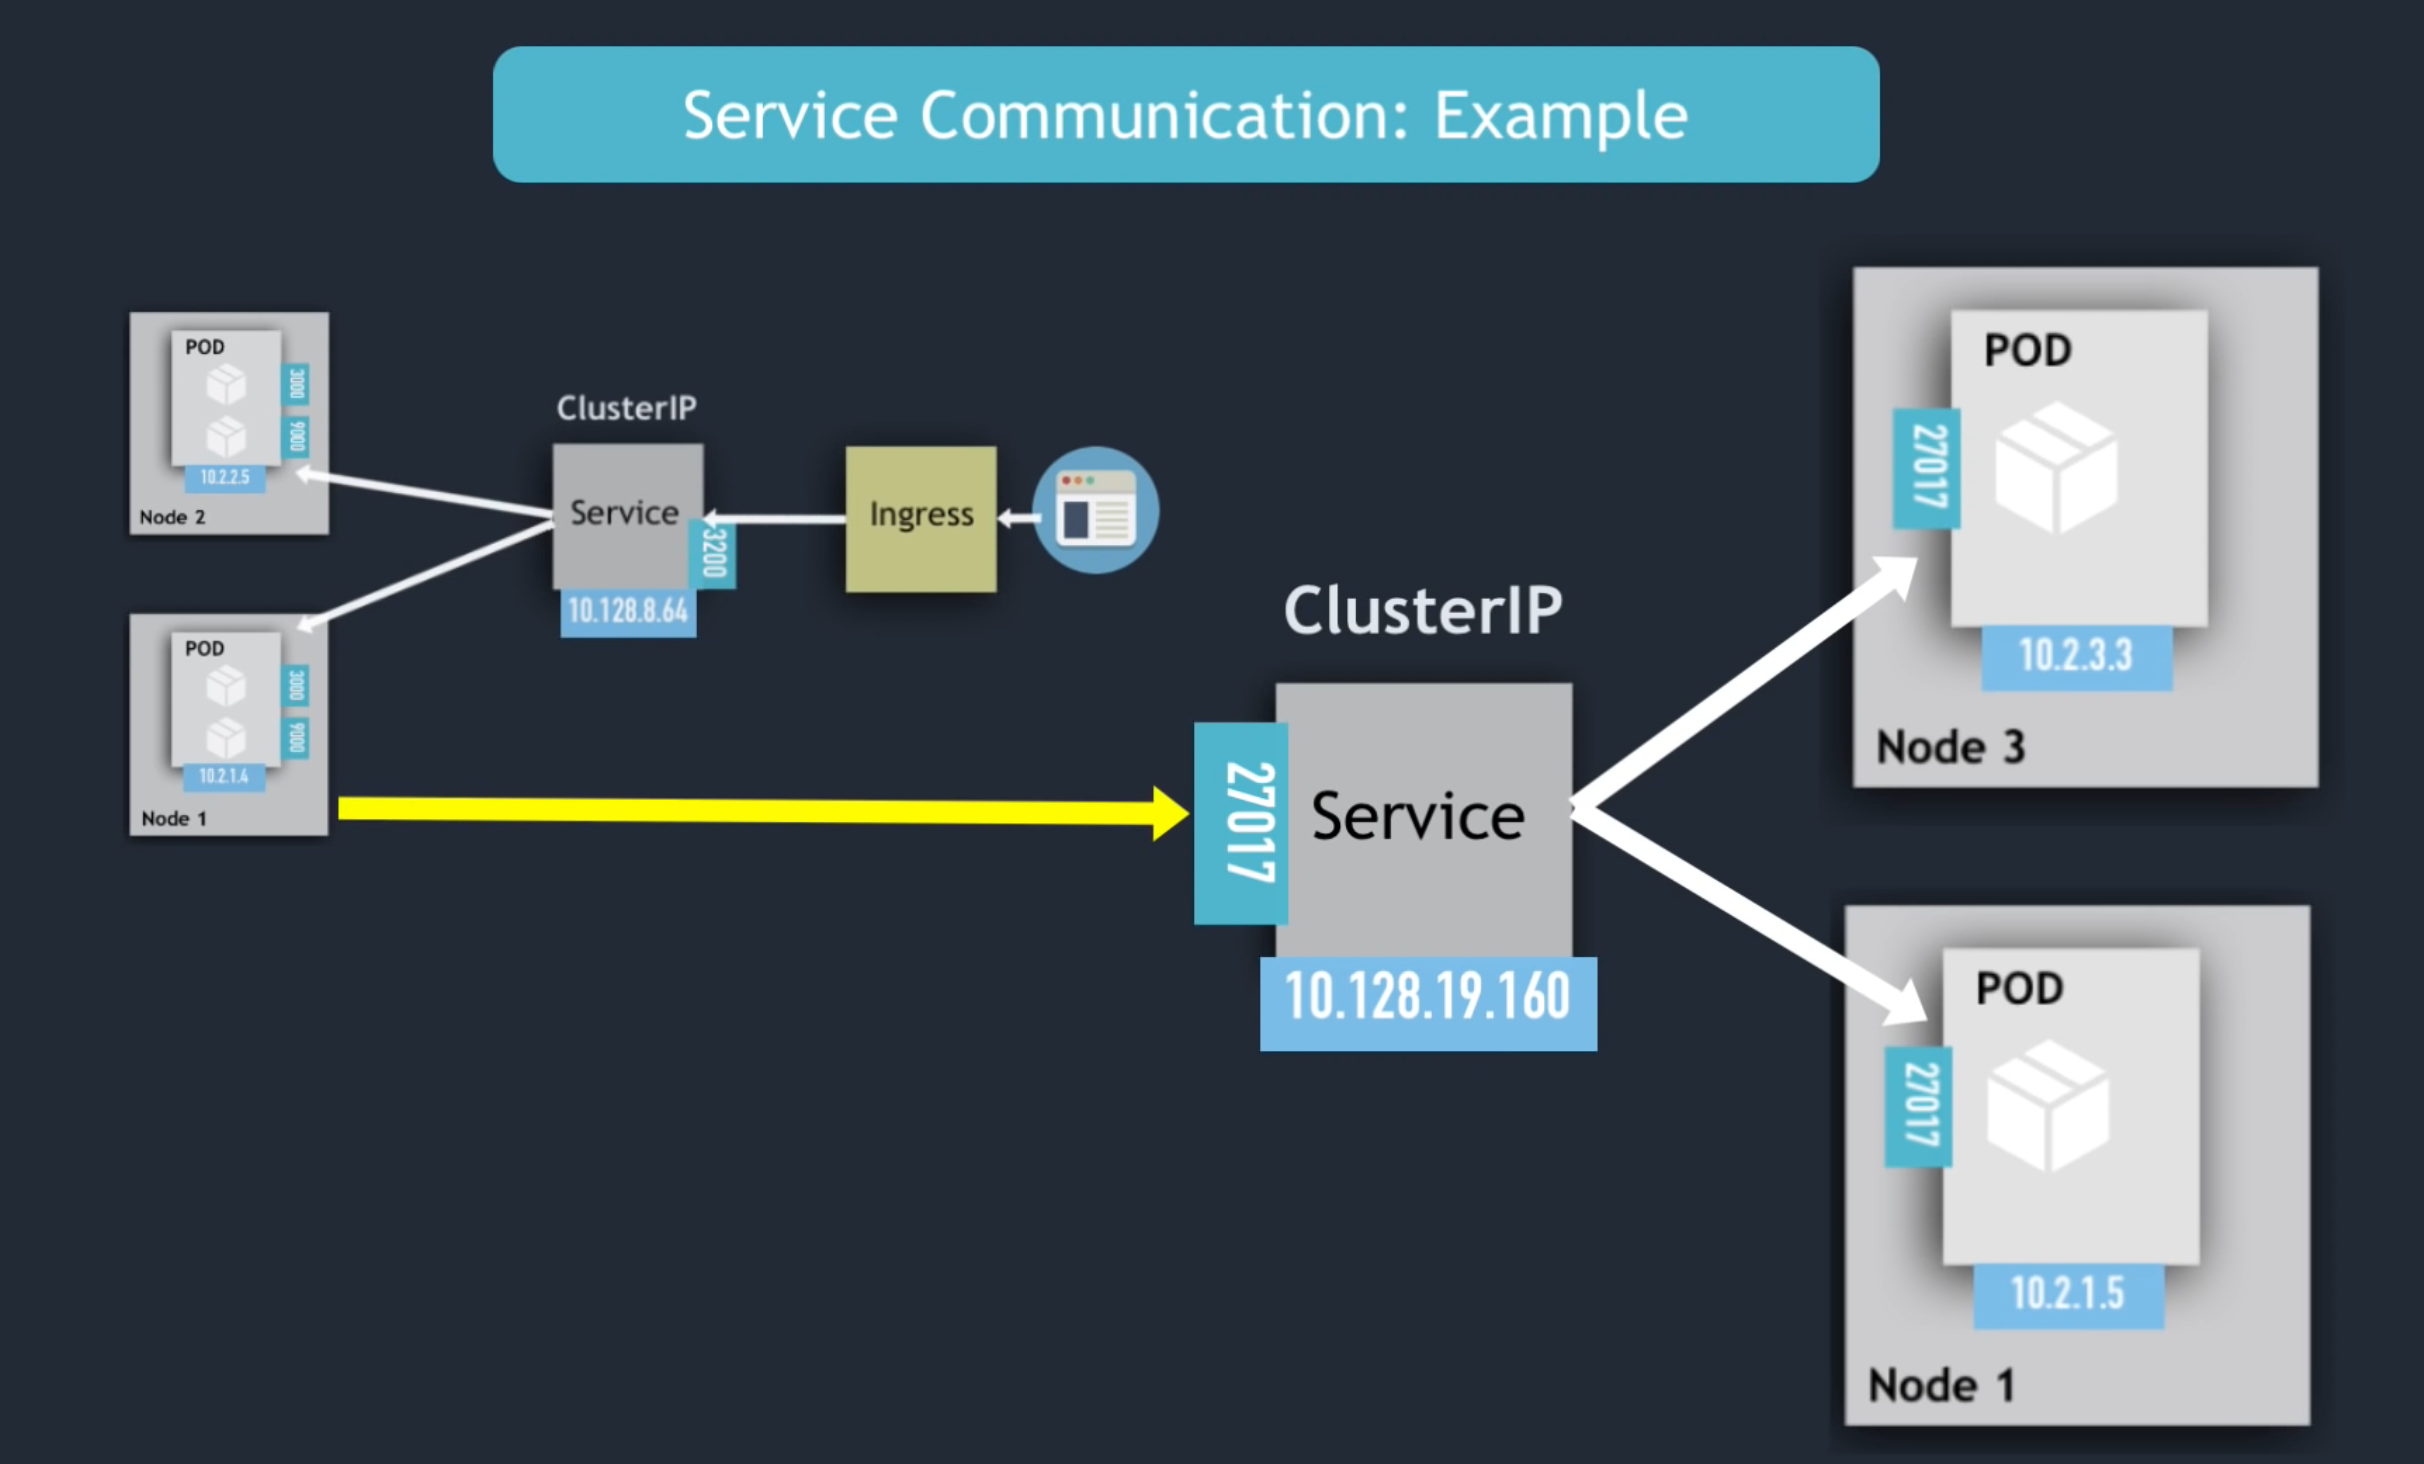 Service Communication: Example
POD
3000
9000
10.2.2.5
Node 2
POD
3000
9000
10.2.1.4
Node 1
ClusterIP
Service
3200
10.128.8.64
Ingress
ClusterIP
27017
Service
10.128.19.160
POD
27017
10.2.3.3
Node 3
POD
27017
10.2.1.5
Node 1